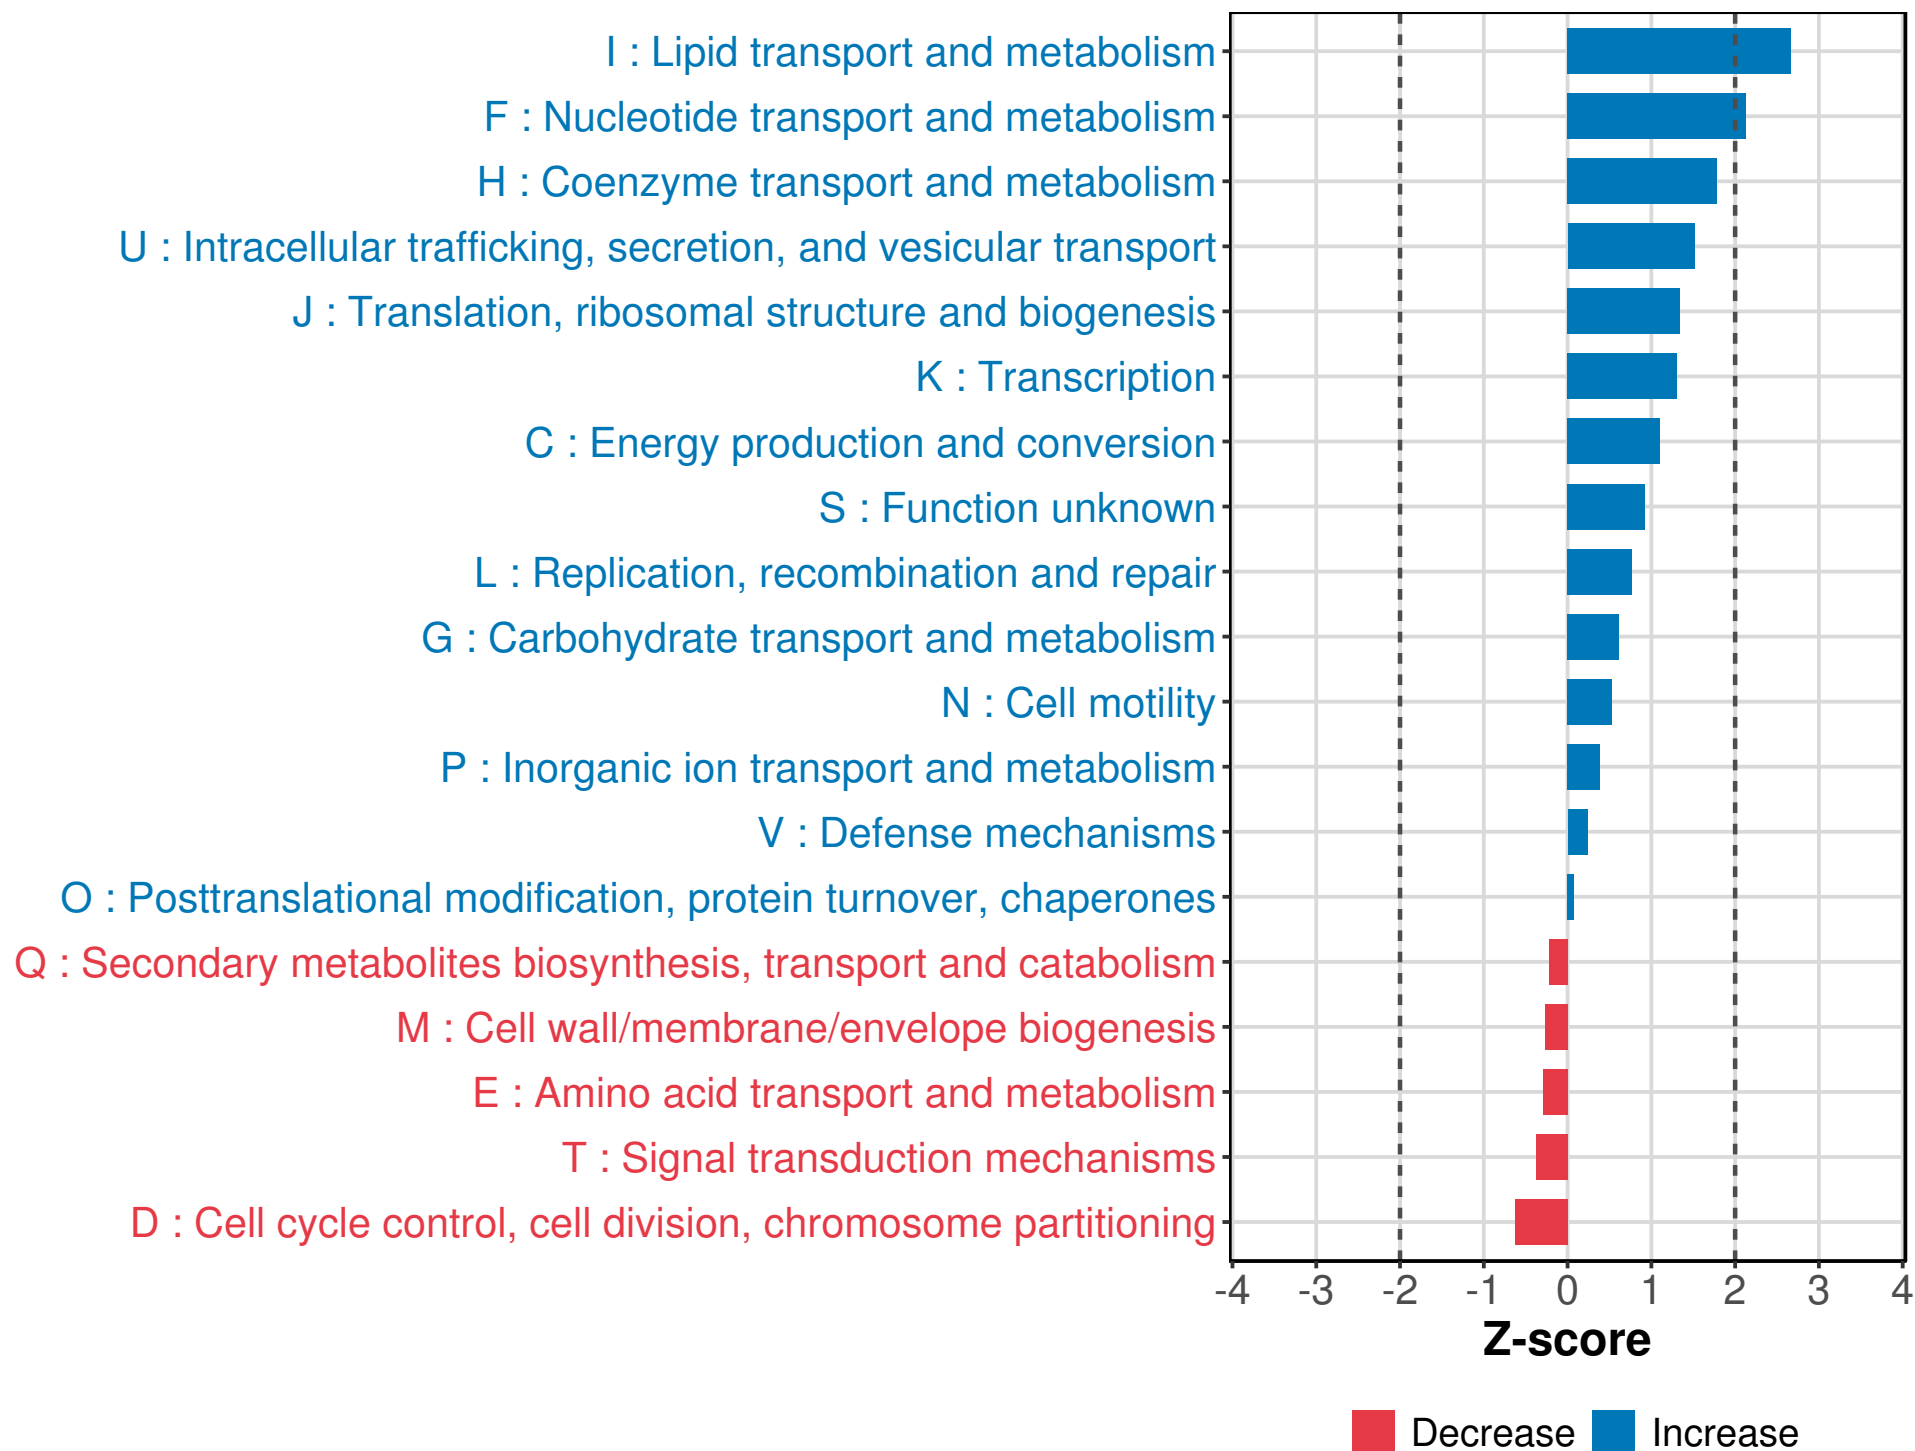 I : Lipid transport and metabolism
F : Nucleotide transport and metabolism
H : Coenzyme transport and metabolism
U : Intracellular trafficking, secretion, and vesicular transport
J : Translation, ribosomal structure and biogenesis
K : Transcription
C : Energy production and conversion
S : Function unknown
L : Replication, recombination and repair
G : Carbohydrate transport and metabolism
N : Cell motility
P : Inorganic ion transport and metabolism
V : Defense mechanisms
O : Posttranslational modification, protein turnover, chaperones
Q : Secondary metabolites biosynthesis, transport and catabolism
M : Cell wall/membrane/envelope biogenesis
E : Amino acid transport and metabolism
T : Signal transduction mechanisms
D : Cell cycle control, cell division, chromosome partitioning
-4 -3 -2 -1 0 1 2 3 4
Z-score
Decrease Increase